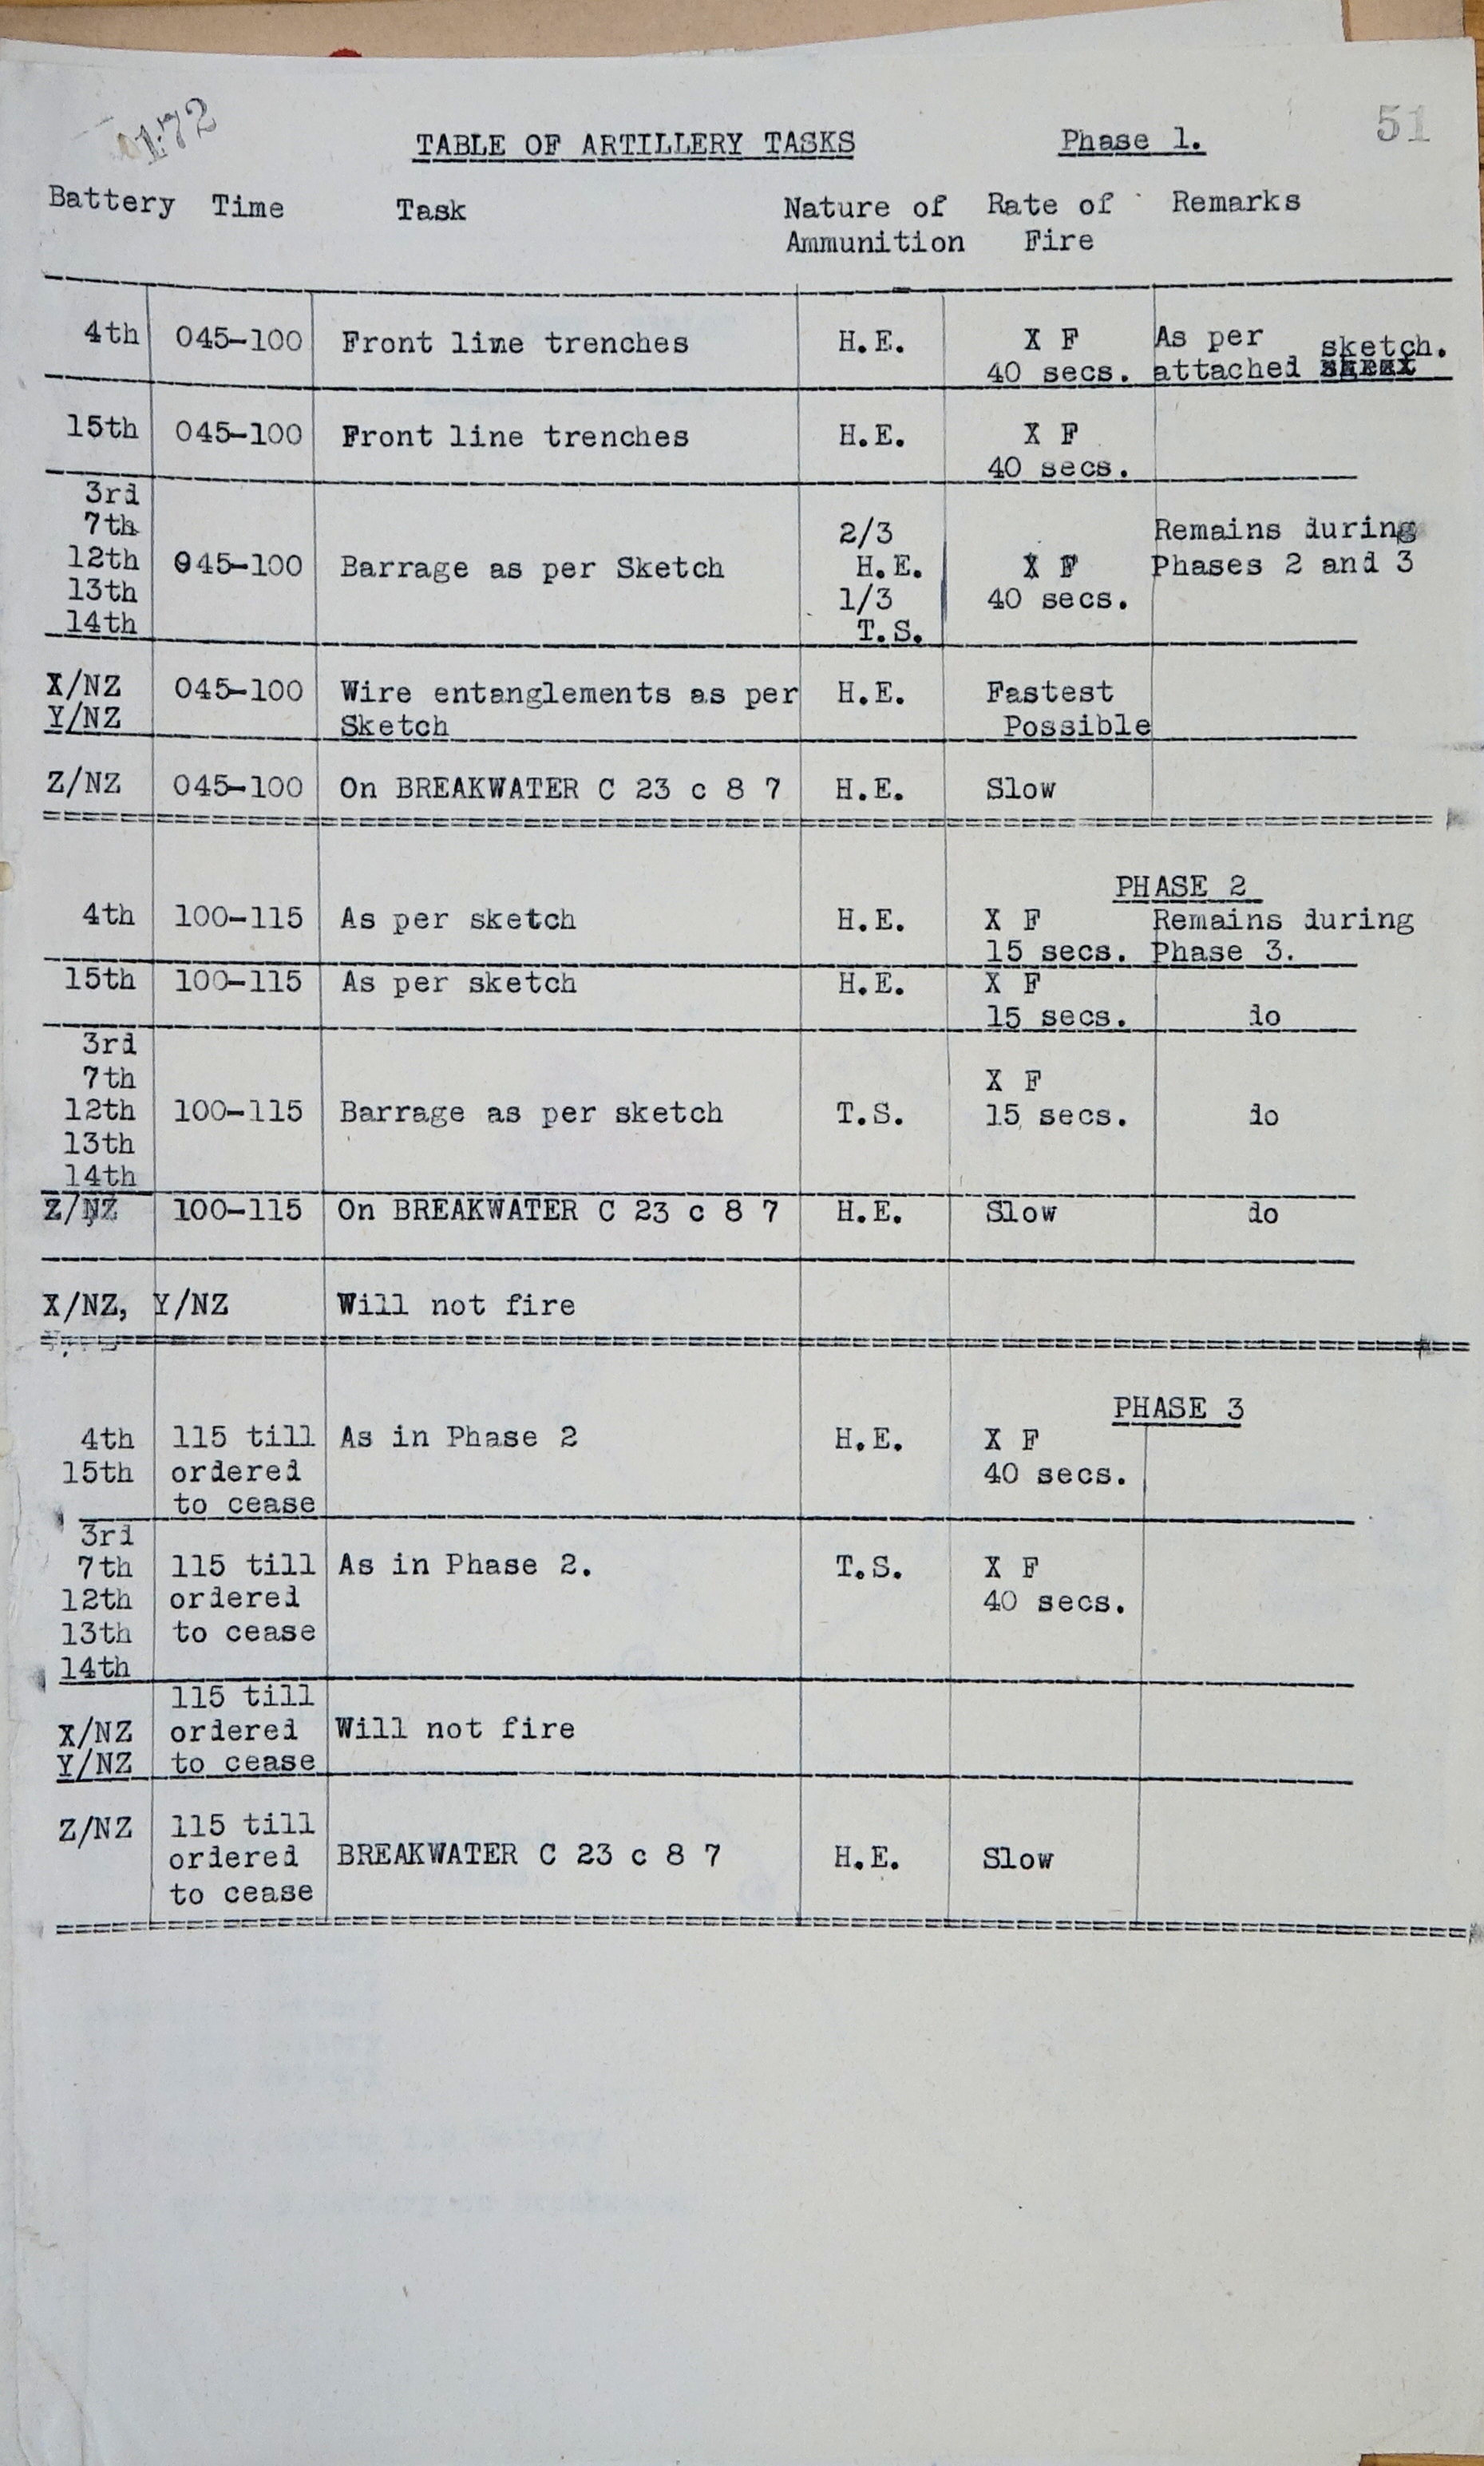 172
51
TABLE OF ARTILLERY TASKS Phase 1.
Battery Time Task Nature of Ammunition Rate of Fire Remarks
4th 045-100 Front line trenches H.E. X F As per sketch.
40 secs. attached
15th 045-100 Front line trenches H.E. X F
40 secs.
3rd
7th 2/3 Remains during
12th 045-100 Barrage as per Sketch H.E. X F Phases 2 and 3
13th 1/3 40 secs.
14th T.S.
X/NZ 045-100 Wire entanglements as per H.E. Fastest
Y/NZ Sketch Possible
Z/NZ 045-100 On BREAKWATER C 23 c 8 7 H.E. Slow
PHASE 2
4th 100-115 As per sketch H.E. X F Remains during
15 secs. Phase 3.
15th 100-115 As per sketch H.E. X F
15 secs. do
3rd
7th X F
12th 100-115 Barrage as per sketch T.S. 15 secs. do
13th
14th
Z/NZ 100-115 On BREAKWATER C 23 c 8 7 H.E. Slow do
X/NZ, Y/NZ Will not fire
PHASE 3
4th 115 till As in Phase 2 H.E. X F
15th ordered 40 secs.
to cease
3rd
7th 115 till As in Phase 2. T.S. X F
12th ordered 40 secs.
13th to cease
14th
115 till
X/NZ ordered Will not fire
Y/NZ to cease
Z/NZ 115 till
ordered BREAKWATER C 23 c 8 7 H.E. Slow
to cease